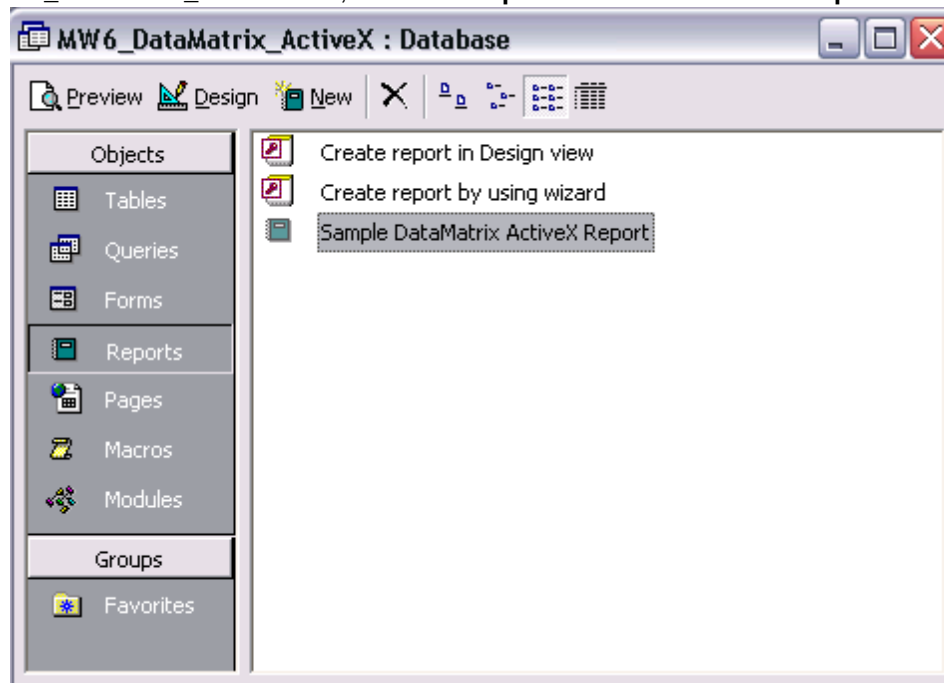 MW6_DataMatrix_ActiveX : Database
Preview Design New
Objects
Tables
Queries
Forms
Reports
Pages
Macros
Modules
Groups
Favorites
Create report in Design view
Create report by using wizard
Sample DataMatrix ActiveX Report